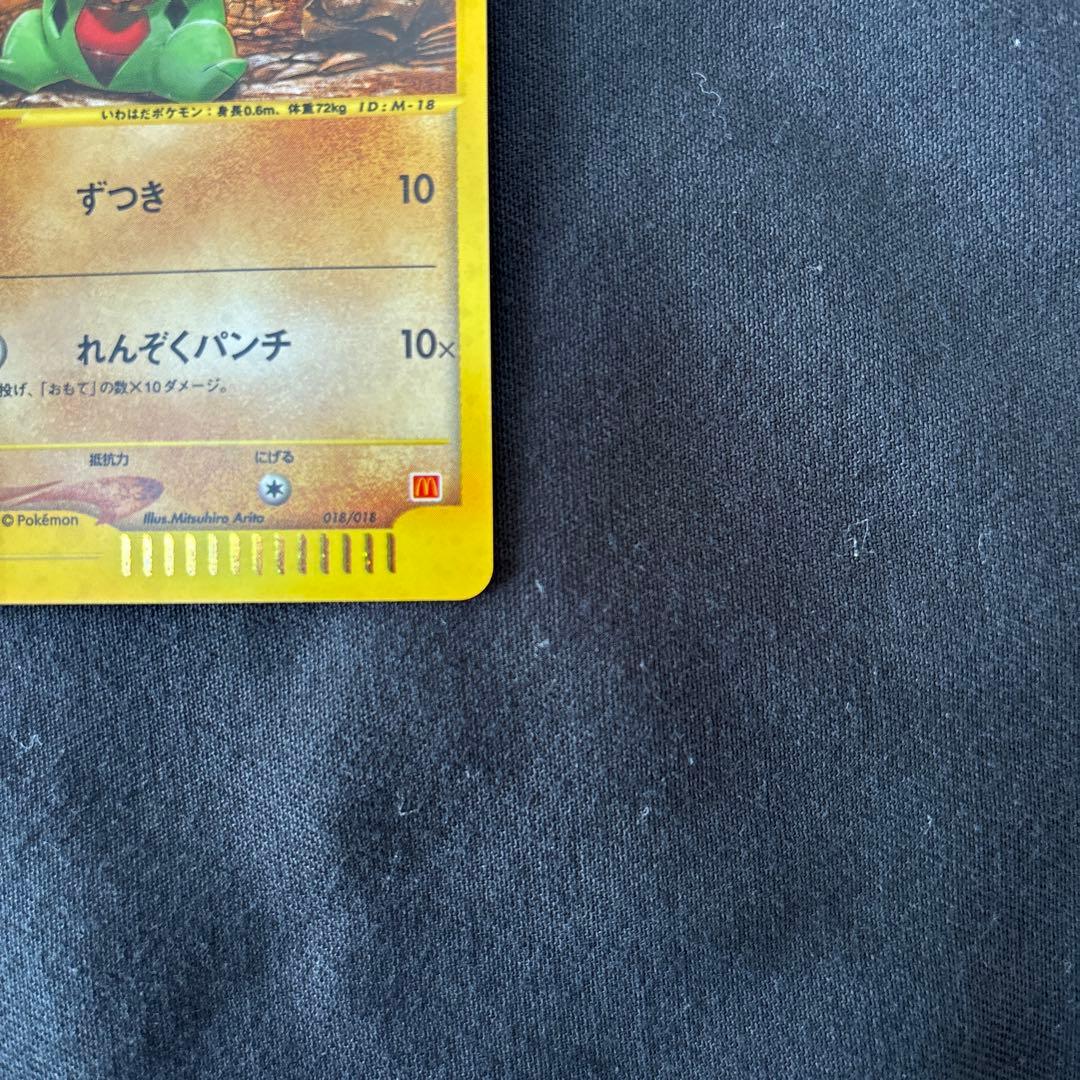 いわはだポケモン：身長0.6m、体重72kg ID：M-18
ずつき 10
れんぞくパンチ 10×
投げ、「おもて」の数×10ダメージ。
抵抗力 にげる
©Pokémon Illus.Mitsuhiro Arita 018/018